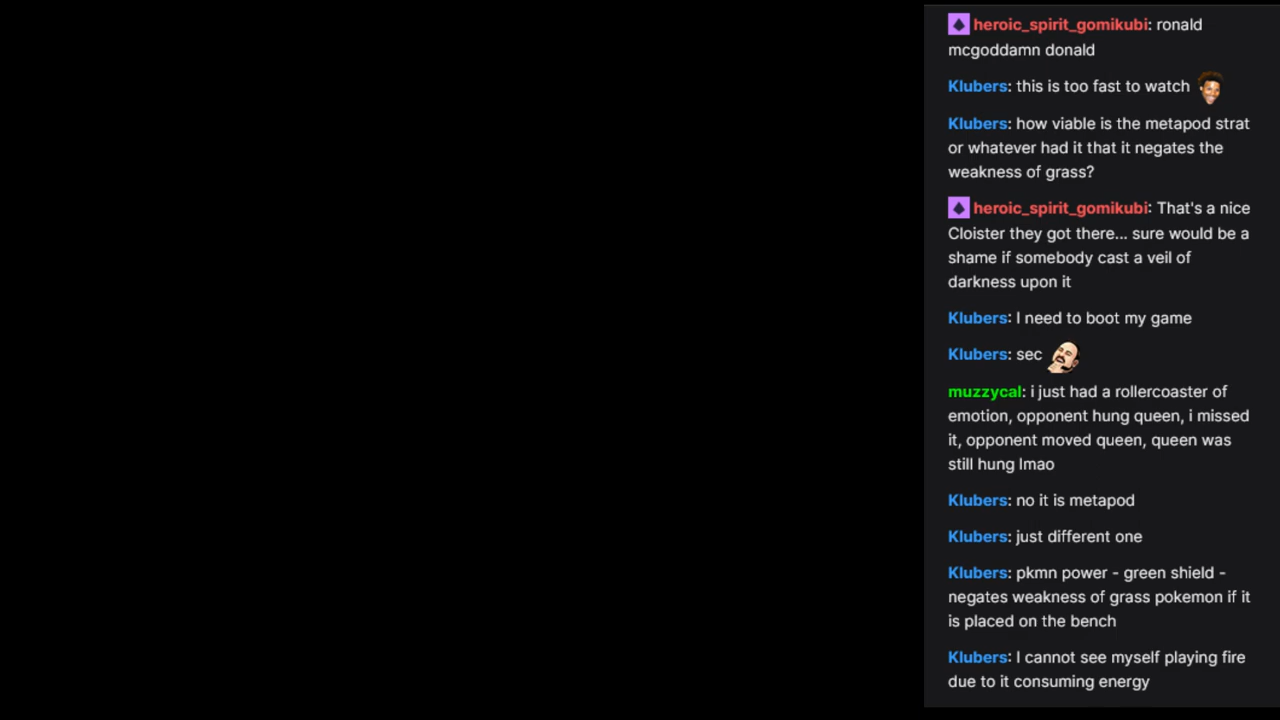 heroic_spirit_gomikubi: ronald
mcgoddamn donald
Klubers: this is too fast to watch
Klubers: how viable is the metapod strat
or whatever had it that it negates the
weakness of grass?
heroic_spirit_gomikubi: That's a nice
Cloister they got there... sure would be a
shame if somebody cast a veil of
darkness upon it
Klubers: I need to boot my game
Klubers: sec
muzzycal: i just had a rollercoaster of
emotion, opponent hung queen, i missed
it, opponent moved queen, queen was
still hung lmao
Klubers: no it is metapod
Klubers: just different one
Klubers: pkmn power - green shield -
negates weakness of grass pokemon if it
is placed on the bench
Klubers: I cannot see myself playing fire
due to it consuming energy